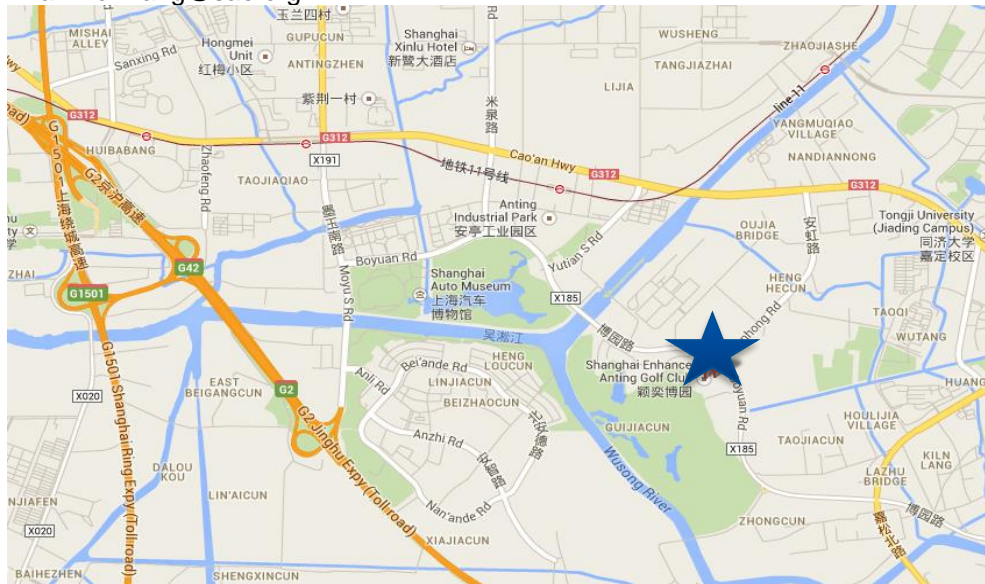 玉兰四村
MISHAI
ALLEY
Sanxing Rd
Hongmei
Unit
红梅小区
GUPUCUN
ANTINGZHEN
Shanghai
Xinlu Hotel
新鹭大酒店
WUSHENG
TANGJIAZHAI
ZHAOJIASHE
LIJIA
紫荆一村
米泉路
line-11
Hwy
G312
G312
HUIBABANG
Zhaofeng Rd
X191
TAOJIAQIAO
地铁11号线
Cao'an Hwy
G312
YANGMUQIAO
VILLAGE
NANDIANNONG
G312
G1501上海绕城高速
G2京沪高速
墨玉南路
Anting
Industrial Park
安亭工业园区
OUJIA
BRIDGE
安虹路
Tongji University
(Jiading Campus)
同济大学
嘉定校区
ZHAI
G42
G1501
Boyuan Rd
Moyu S Rd
Shanghai
Auto Museum
上海汽车
博物馆
Yutian S Rd
X185
HENG
HECUN
TAOQI
WUTANG
吴淞江
博园路
Shanghai Enhance
Anting Golf Club
颖奕博园
HUANG
X020
EAST
BEIGANGCUN
G2
Anli Rd
Bei'ande Rd
LINJIACUN
HENG
LOUCUN
BEIZHAOCUN
Anzhi Rd
GUIJIACUN
X185
TAOJIACUN
HOULIJIA
VILLAGE
KILN
LANG
LAZHU
BRIDGE
G1501 Shanghai Ring Expy (Toll road)
G2 Jinghu Expy (Toll road)
DALOU
KOU
LIN'AICUN
Nan'ande Rd
Wusong River
NJIAFEN
X020
XIAJIACUN
ZHONGCUN
博园路
嘉松北路
BAIHEZHEN
SHENGXINCUN